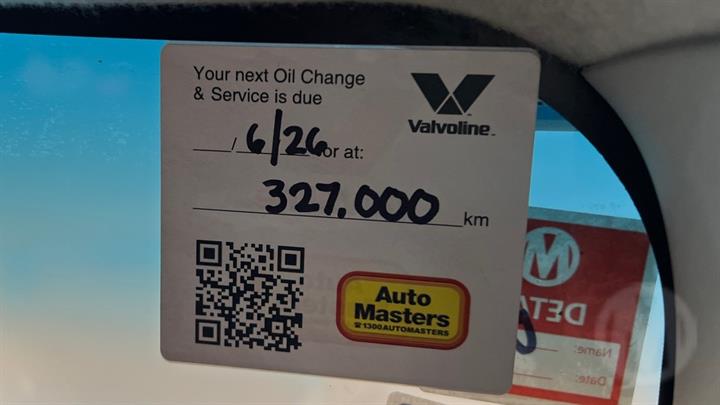 Your next Oil Change
& Service is due
Valvoline
__/ 6/26 or at:
327.000 km
Auto
Masters
☎1300AUTOMASTERS
M
DETA
Name:
Date: